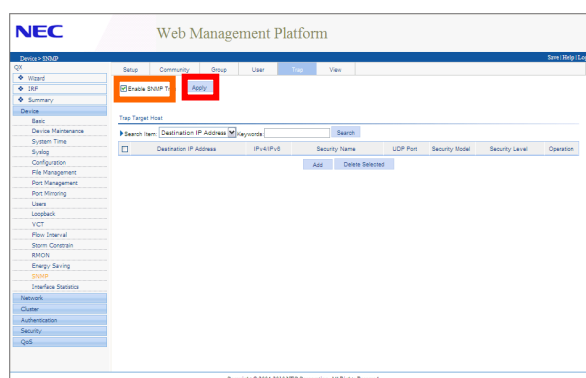 NEC
Web Management Platform
Device > SNMP
Save | Help |
QX
Wizard
IRF
Summary
Device
Basic
Device Maintenance
System Time
Syslog
Configuration
File Management
Port Management
Port Mirroring
Users
Loopback
VCT
Flow Interval
Storm Constrain
RMON
Energy Saving
SNMP
Interface Statistics
Network
Cluster
Authentication
Security
QoS
Setup Community Group User Trap View
Enable SNMP Apply
Trap Target Host
Search Item: Destination IP Address Keywords: Search
Destination IP Address IPv4/IPv6 Security Name UDP Port Security Model Security Level Operation
Add Delete Selected